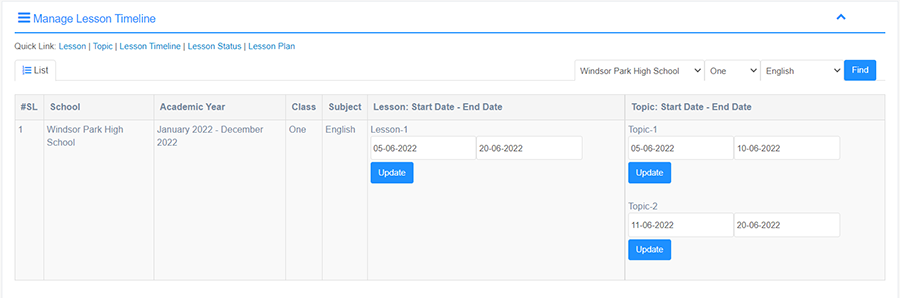 Manage Lesson Timeline
Quick Link: Lesson | Topic | Lesson Timeline | Lesson Status | Lesson Plan
List
Windsor Park High School One English Find
#SL School Academic Year Class Subject Lesson: Start Date - End Date Topic: Start Date - End Date
1 Windsor Park High January 2022 - December One English Lesson-1 Topic-1
School 2022
05-06-2022 20-06-2022 05-06-2022 10-06-2022
Update Update
Topic-2
11-06-2022 20-06-2022
Update